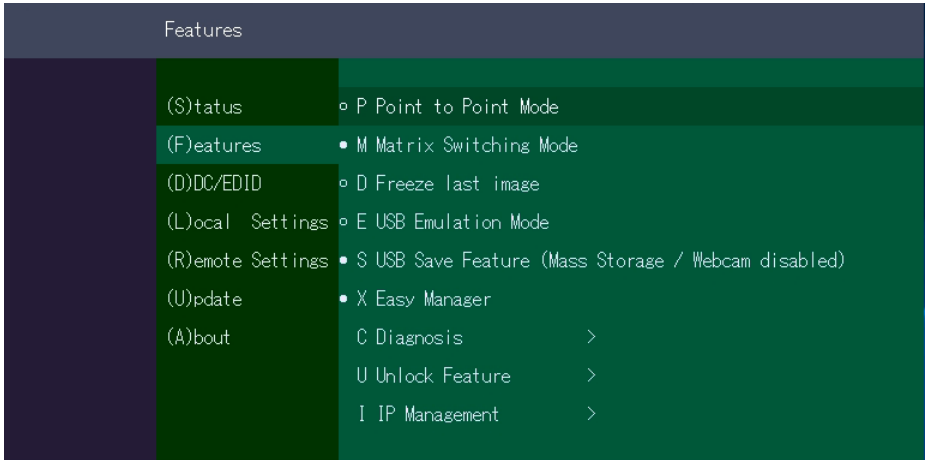 Features
(S)tatus
(F)eatures
(D)DC/EDID
(L)ocal Settings
(R)emote Settings
(U)pdate
(A)bout
○ P Point to Point Mode
● M Matrix Switching Mode
○ D Freeze last image
○ E USB Emulation Mode
● S USB Save Feature (Mass Storage / Webcam disabled)
● X Easy Manager
C Diagnosis >
U Unlock Feature >
I IP Management >